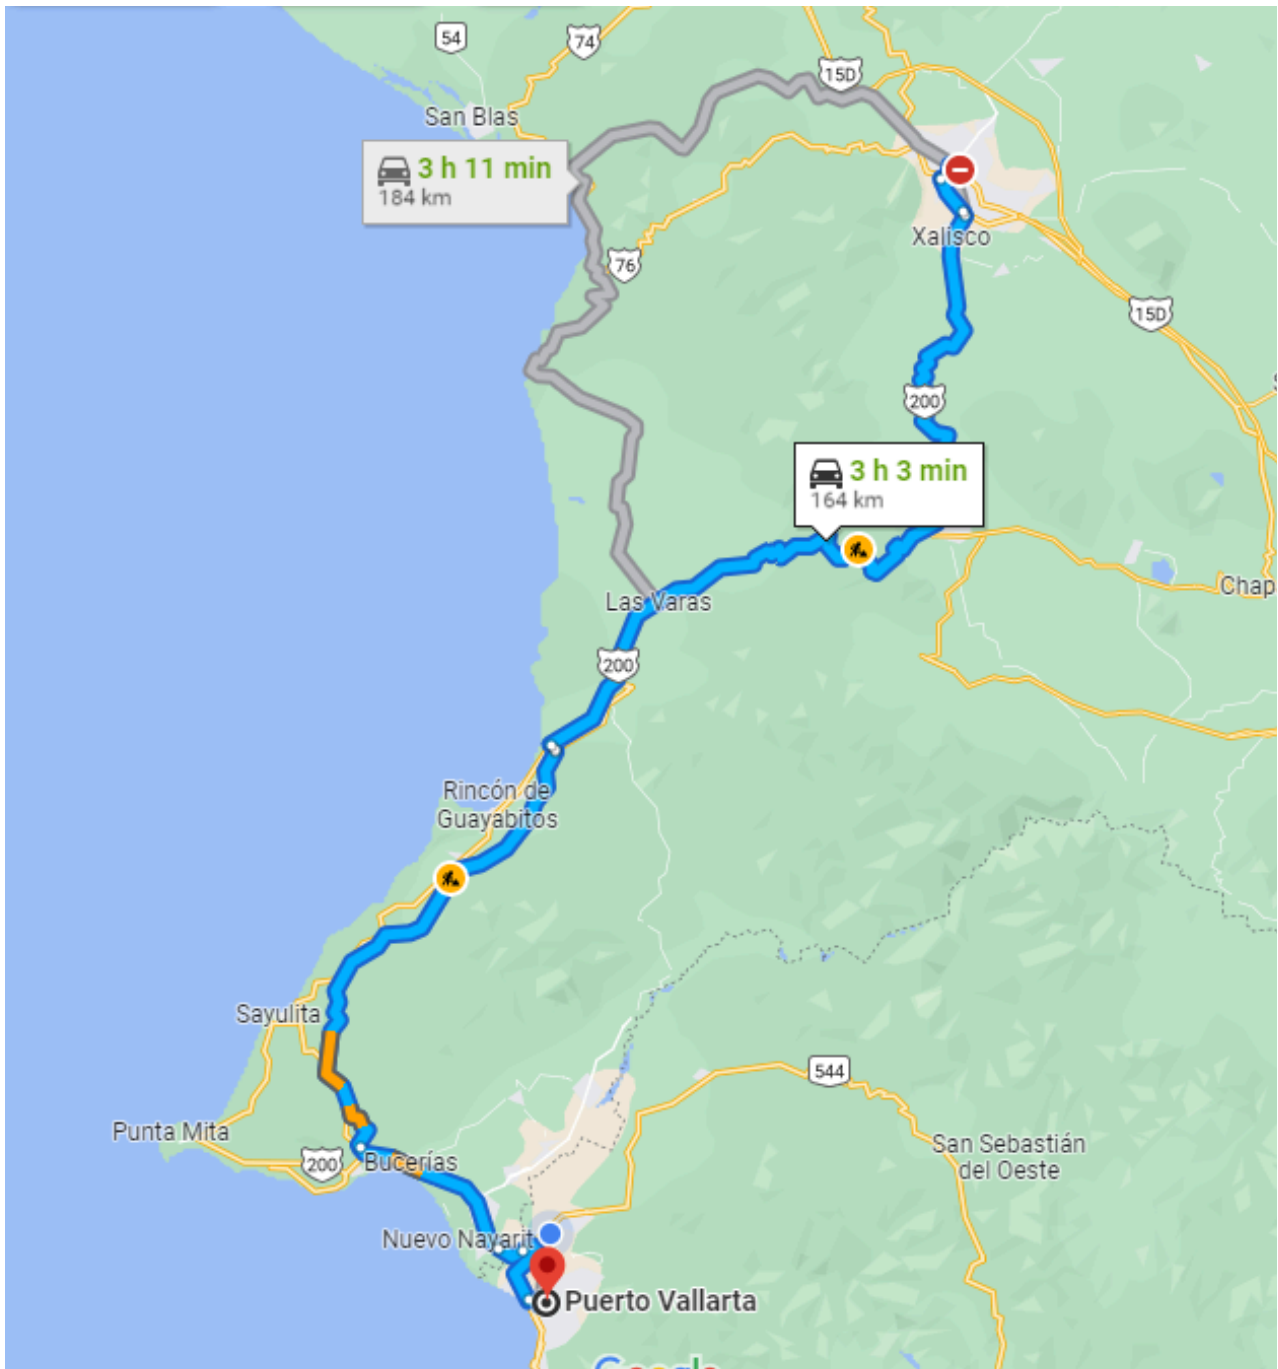 54
74
15D
San Blas
3 h 11 min
184 km
Xalisco
76
15D
200
3 h 3 min
164 km
Chap
Las Varas
200
Rincón de
Guayabitos
Sayulita
544
Punta Mita
200
Bucerías
San Sebastián
del Oeste
Nuevo Nayarit
Puerto Vallarta
Google